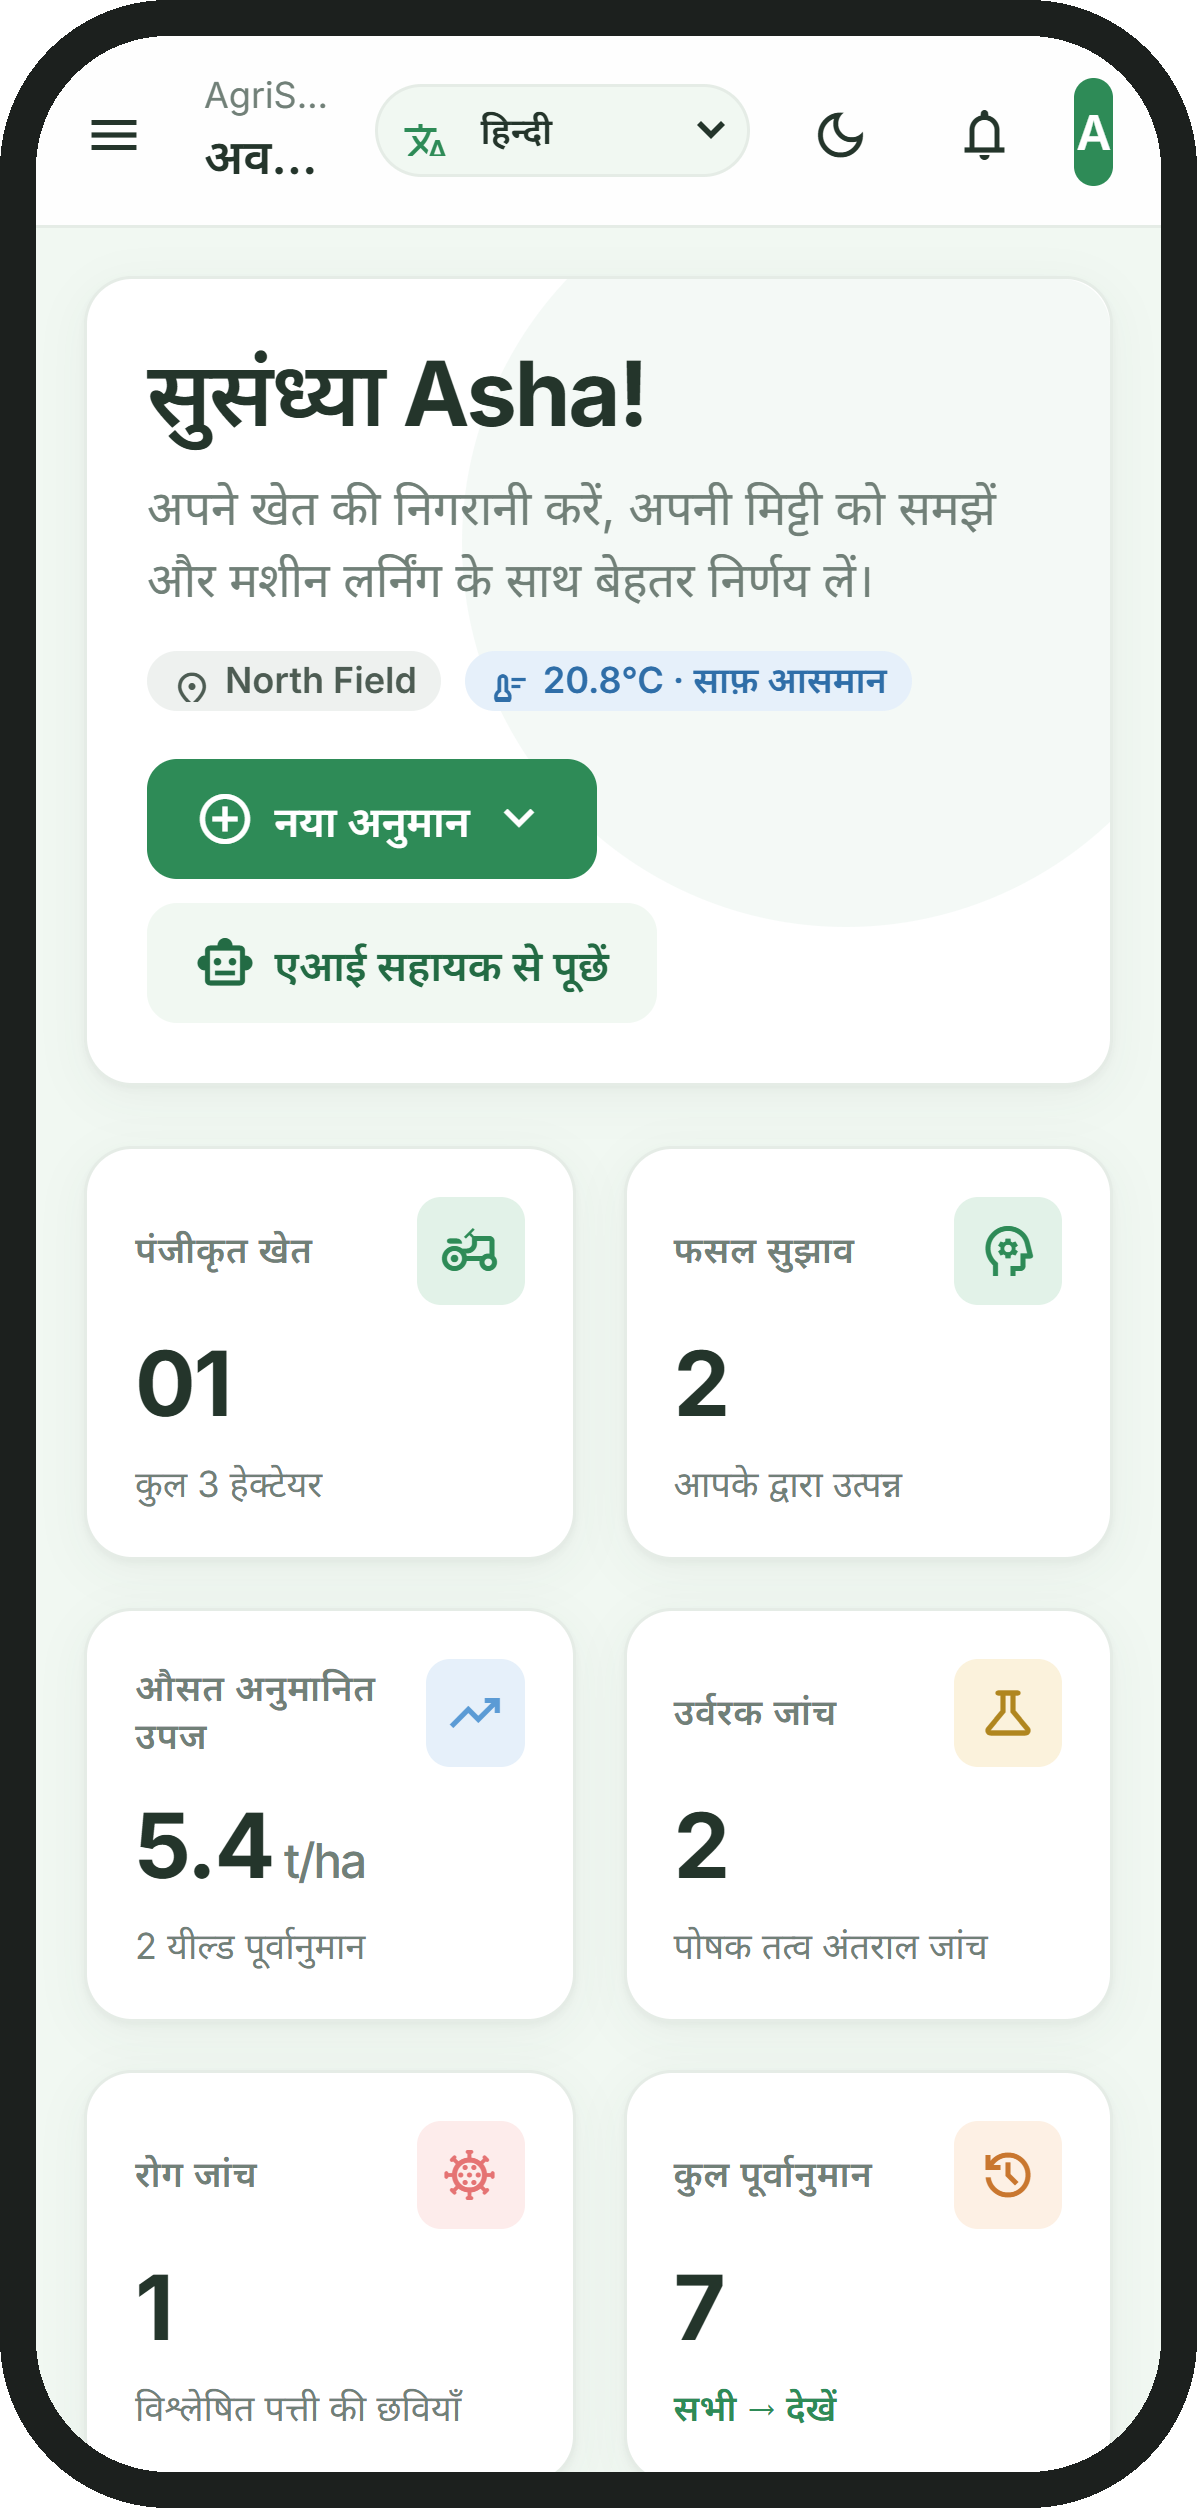 AgriS...
अव...
हिन्दी
A
सुसंध्या Asha!
अपने खेत की निगरानी करें, अपनी मिट्टी को समझें
और मशीन लर्निंग के साथ बेहतर निर्णय लें।
North Field
20.8°C · साफ़ आसमान
नया अनुमान
एआई सहायक से पूछें
पंजीकृत खेत
01
कुल 3 हेक्टेयर
फसल सुझाव
2
आपके द्वारा उत्पन्न
औसत अनुमानित
उपज
5.4 t/ha
2 यील्ड पूर्वानुमान
उर्वरक जांच
2
पोषक तत्व अंतराल जांच
रोग जांच
1
विश्लेषित पत्ती की छवियाँ
कुल पूर्वानुमान
7
सभी → देखें